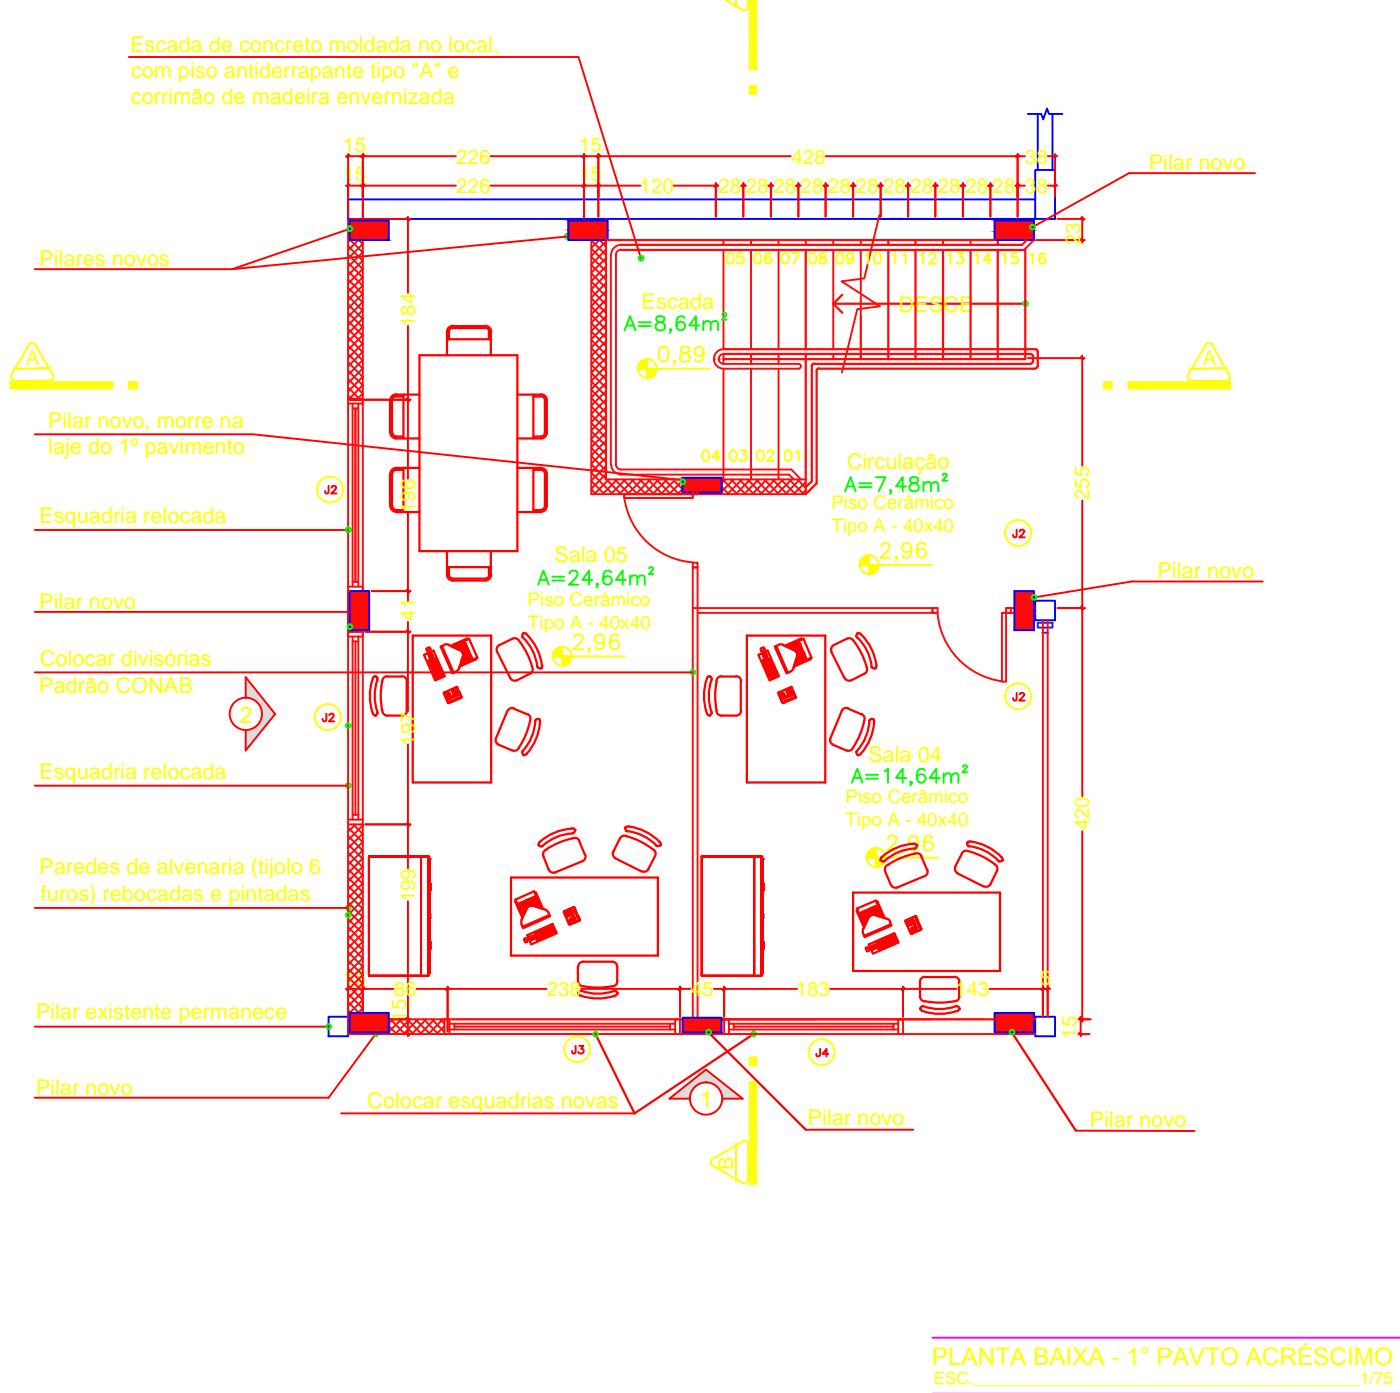 Escada de concreto moldada no local,
com piso antiderrapante tipo "A" e
corrimão de madeira envernizada
15 226 15 428 38
15 226 15 120 28 28 28 28 28 28 28 28 28 28 28 38
Pilar novo
23
Pilares novos
05 06 07 08 09 10 11 12 13 14 15 16
Escada
A=8,64m²
DESCE
0,89
184
A
A
Pilar novo, morre na
laje do 1º pavimento
04 03 02 01
Circulação
A=7,48m²
Piso Cerâmico
Tipo A - 40x40
2,96
255
J2
196
J2
Esquadria relocada
Sala 05
A=24,64m²
Piso Cerâmico
Tipo A - 40x40
2,96
Pilar novo
Pilar novo
41
Colocar divisórias
Padrão CONAB
2
J2
J2
197
Sala 04
A=14,64m²
Piso Cerâmico
Tipo A - 40x40
2,96
Esquadria relocada
420
Paredes de alvenaria (tijolo 6
furos) rebocadas e pintadas
199
86 238 45 183 143
15
15
Pilar existente permanece
J3
J4
Pilar novo
Colocar esquadrias novas
1
Pilar novo
Pilar novo
B
PLANTA BAIXA - 1° PAVTO ACRÉSCIMO
ESC. 1/75